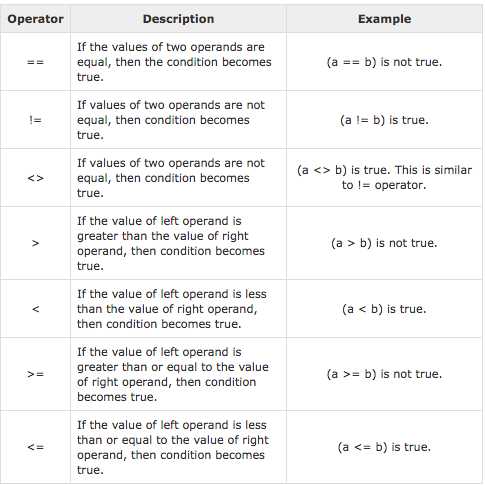 Operator Description Example
==
If the values of two operands are
equal, then the condition becomes
true.
(a == b) is not true.
!=
If values of two operands are not
equal, then condition becomes
true.
(a != b) is true.
<>
If values of two operands are not
equal, then condition becomes
true.
(a <> b) is true. This is similar
to != operator.
>
If the value of left operand is
greater than the value of right
operand, then condition becomes
true.
(a > b) is not true.
<
If the value of left operand is less
than the value of right operand,
then condition becomes true.
(a < b) is true.
>=
If the value of left operand is
greater than or equal to the value
of right operand, then condition
becomes true.
(a >= b) is not true.
<=
If the value of left operand is less
than or equal to the value of right
operand, then condition becomes
true.
(a <= b) is true.